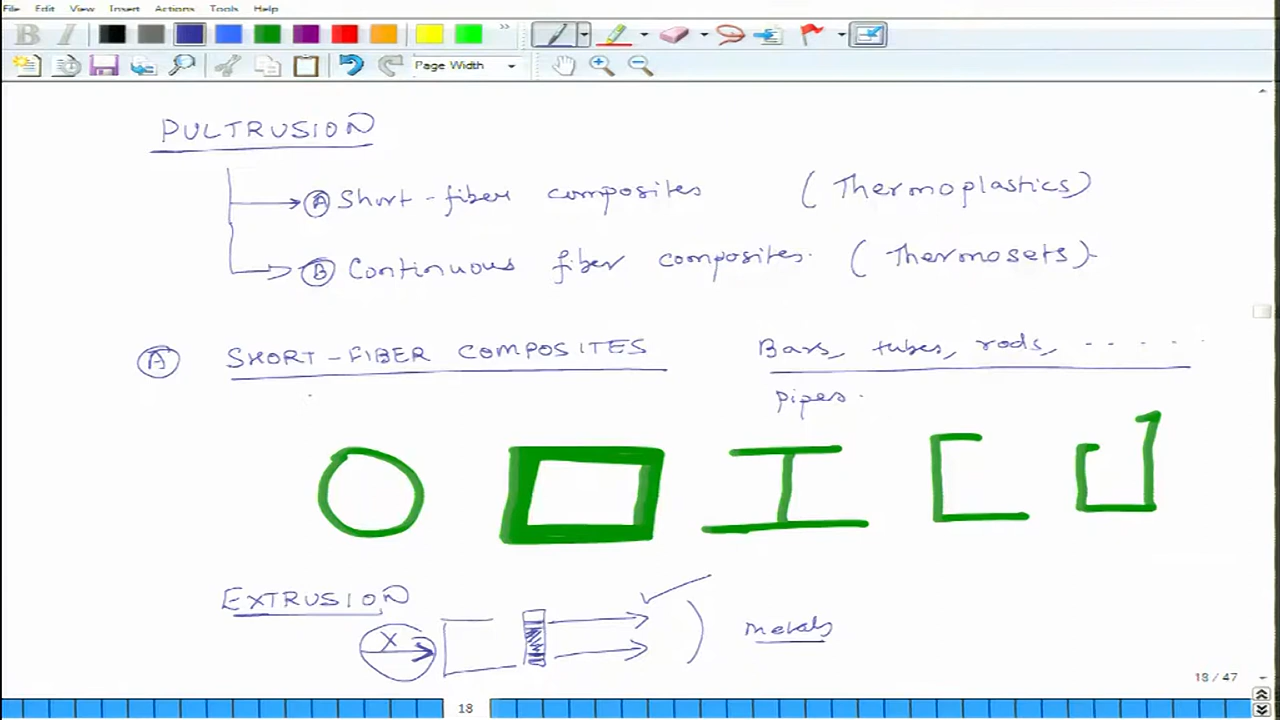 File Edit View Insert Actions Tools Help
B I
Page Width
PULTRUSION
A Short-fiber composites (Thermoplastics)
B Continuous fiber composites. (Thermosets)
A SHORT-FIBER COMPOSITES Bars, tubes, rods, ......
pipes.
EXTRUSION
X metals
18 / 47
18